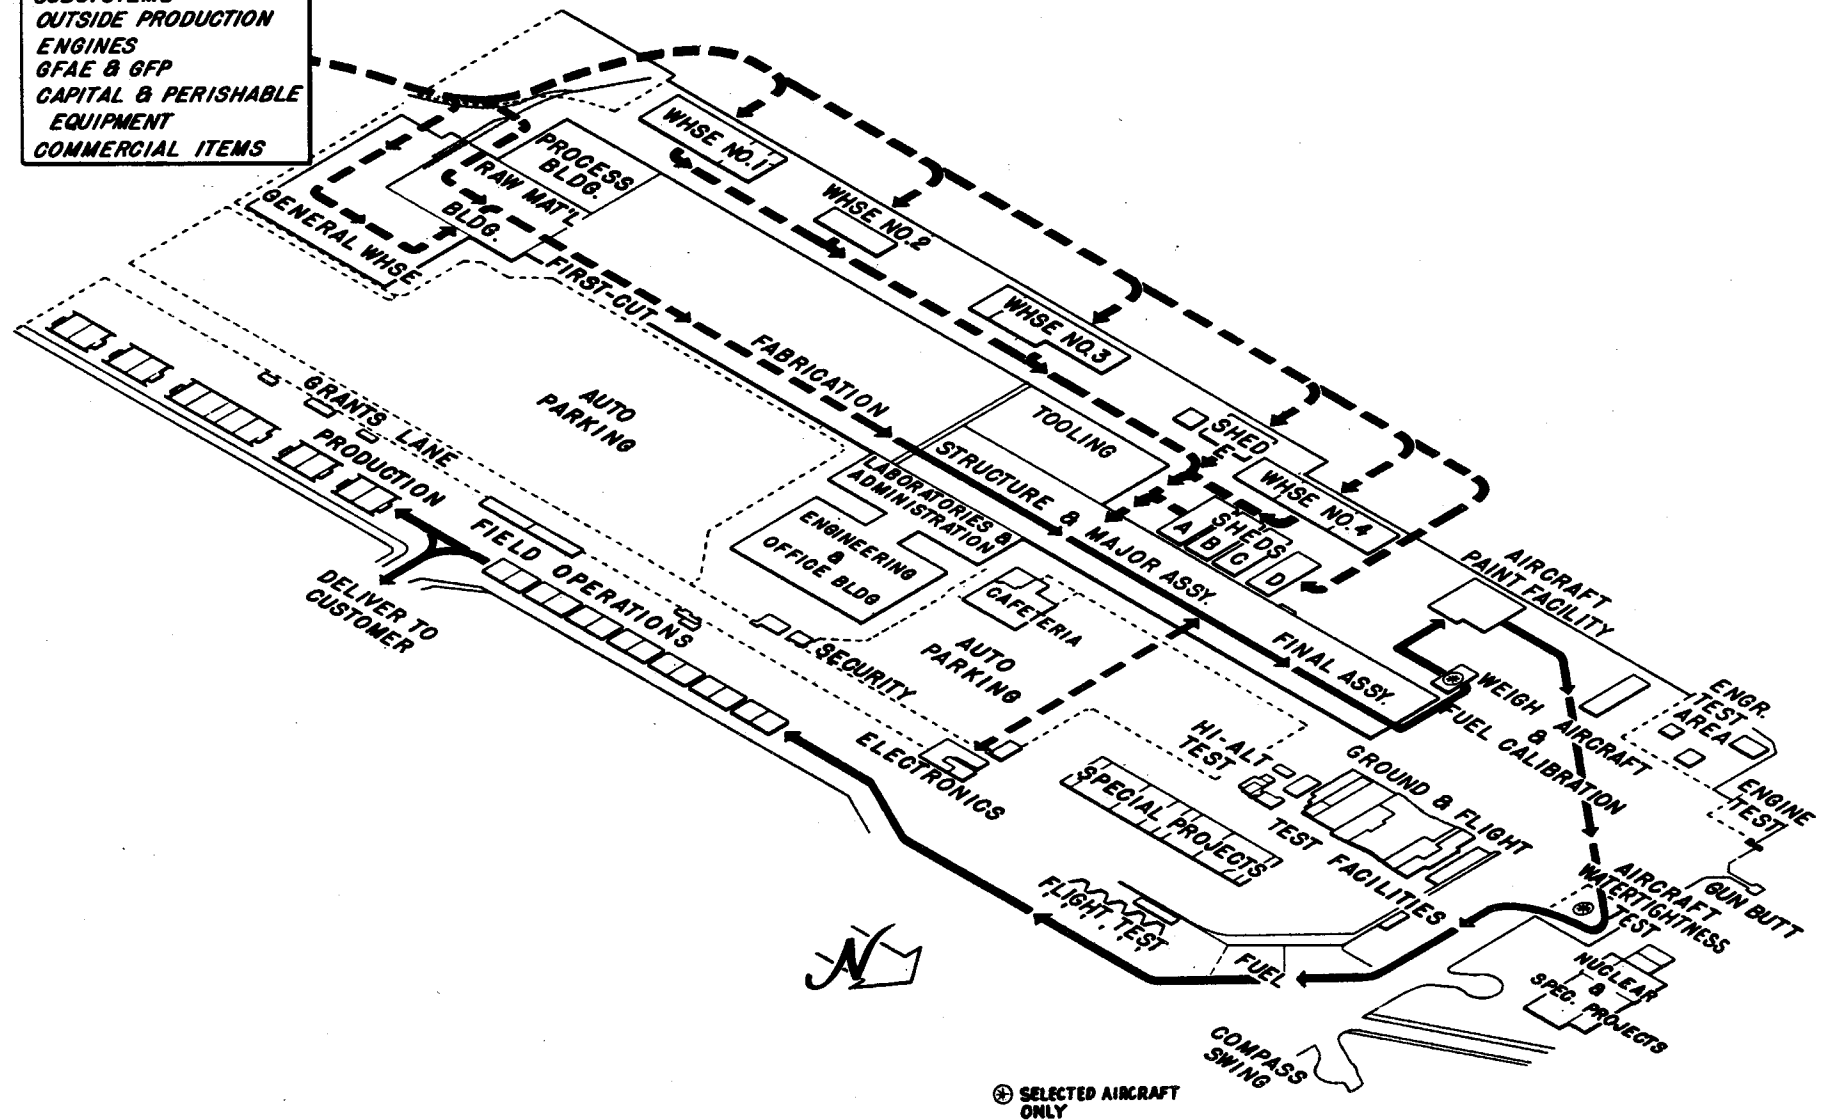 SUBSYSTEMS
OUTSIDE PRODUCTION
ENGINES
GFAE & GFP
CAPITAL & PERISHABLE
EQUIPMENT
COMMERCIAL ITEMS
WHSE NO.1
PROCESS
BLDG.
RAW MAT'L
BLDG.
GENERAL WHSE
WHSE NO.2
FIRST-CUT
WHSE NO.3
FABRICATION
AUTO
PARKING
GRANTS LANE
PRODUCTION
TOOLING
SHED
E
WHSE NO.4
STRUCTURE & MAJOR ASSY.
LABORATORIES &
ADMINISTRATION
SHEDS
A
B
C
D
ENGINEERING
&
OFFICE BLDG
FIELD OPERATIONS
DELIVER TO
CUSTOMER
CAFETERIA
AUTO
PARKING
SECURITY
AIRCRAFT
PAINT FACILITY
FINAL ASSY.
WEIGH AIRCRAFT
&
FUEL CALIBRATION
ENGR.
TEST
AREA
ELECTRONICS
HI-ALT
TEST
GROUND & FLIGHT
TEST FACILITIES
ENGINE
TEST
SPECIAL PROJECTS
FLIGHT TEST
AIRCRAFT
WATERTIGHTNESS
TEST
GUN BUTT
N
FUEL
NUCLEAR
&
SPEC. PROJECTS
COMPASS
SWING
SELECTED AIRCRAFT
ONLY